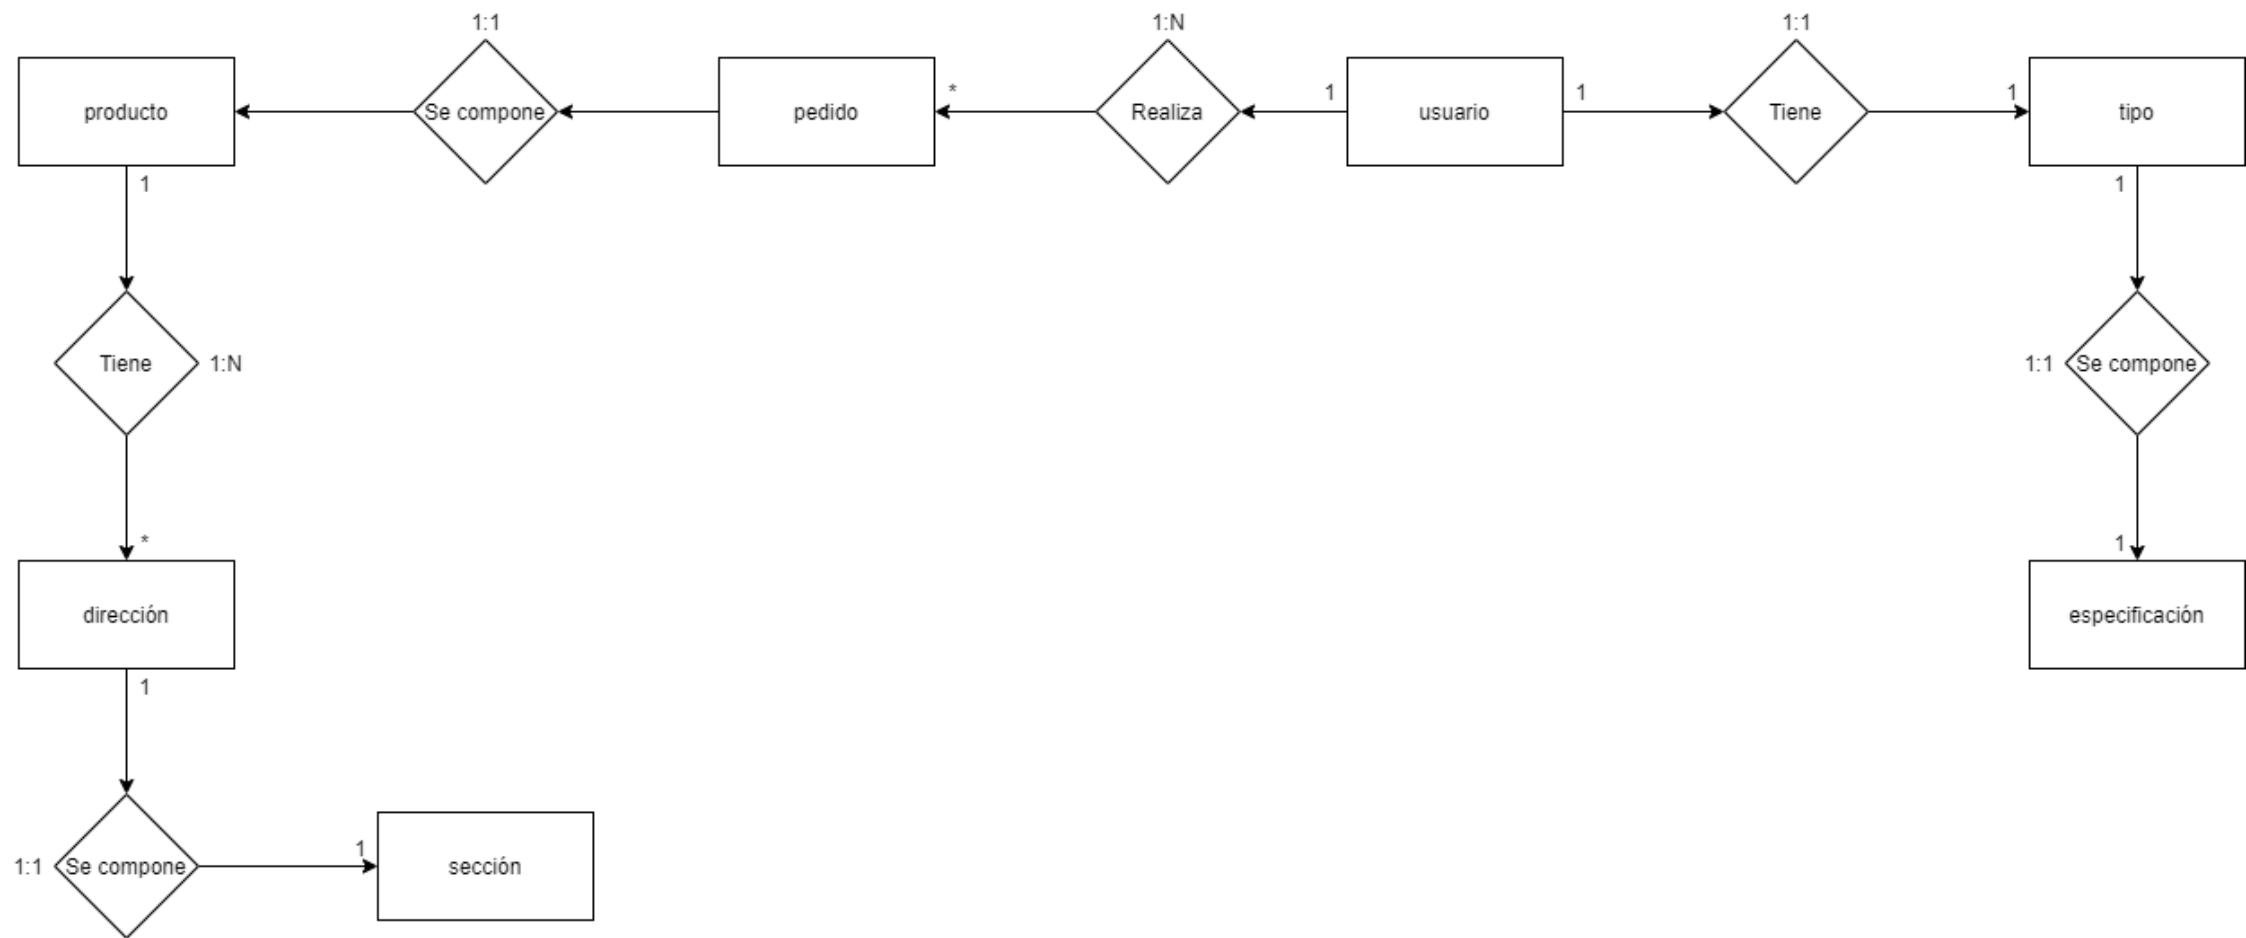 1:1
1:N
1:1
producto
Se compone
pedido
*
Realiza
1
usuario
1
Tiene
1
tipo
1
1
Tiene
1:N
1:1
Se compone
*
1
dirección
especificación
1
1:1
Se compone
1
sección